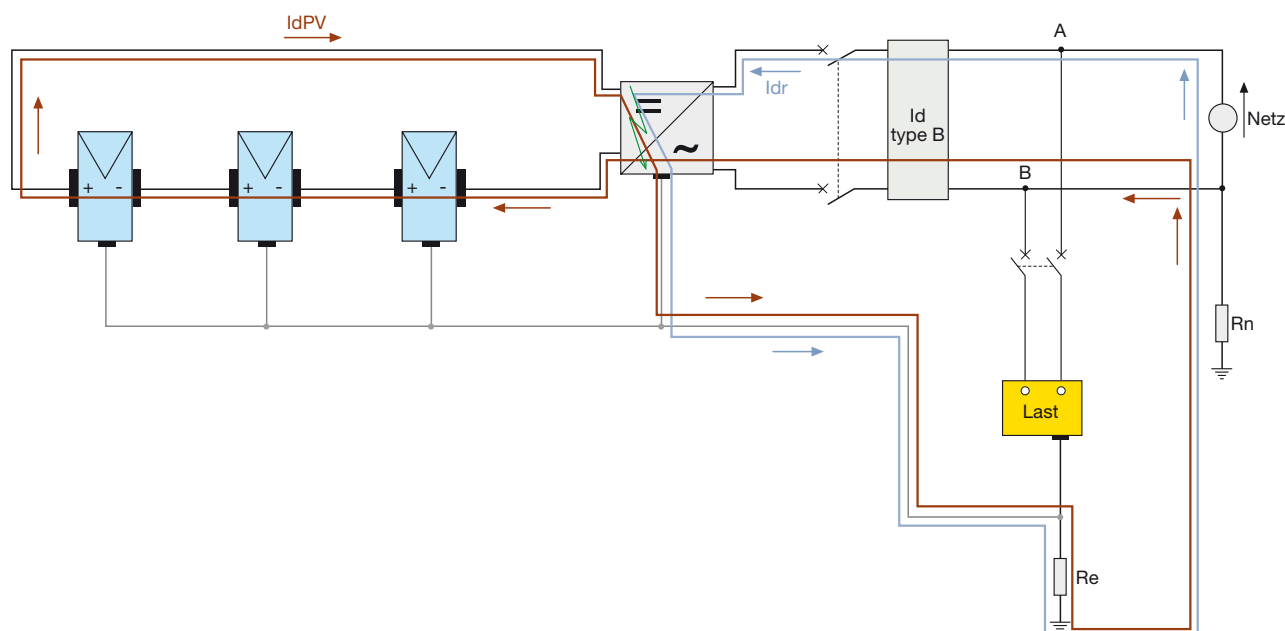 IdPV
A
Idr
Id
type B
Netz
=
~
+ -
+ -
+ -
B
Rn
Last
Re